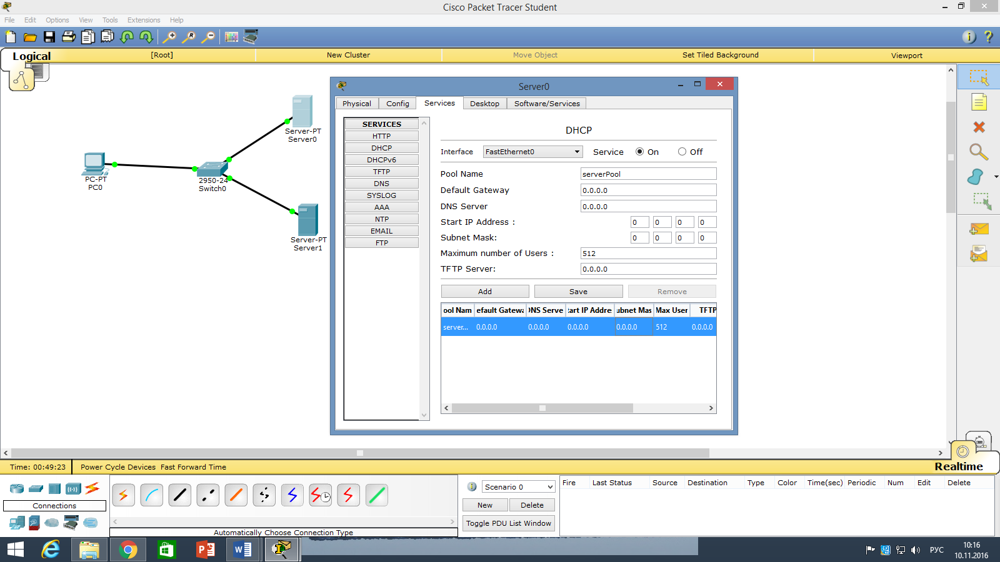 Cisco Packet Tracer Student
File Edit Options View Tools Extensions Help
Logical [Root] New Cluster Move Object Set Tiled Background Viewport
Server-PT
Server0
PC-PT
PC0
2950-24
Switch0
Server-PT
Server1
Server0
Physical Config Services Desktop Software/Services
SERVICES
HTTP
DHCP
DHCPv6
TFTP
DNS
SYSLOG
AAA
NTP
EMAIL
FTP
DHCP
Interface FastEthernet0 Service On Off
Pool Name serverPool
Default Gateway 0.0.0.0
DNS Server 0.0.0.0
Start IP Address : 0 0 0 0
Subnet Mask: 0 0 0 0
Maximum number of Users : 512
TFTP Server: 0.0.0.0
Add Save Remove
ool Nam efault Gatewa DNS Serve tart IP Addre ubnet Mas Max User TFTP
server... 0.0.0.0 0.0.0.0 0.0.0.0 0.0.0.0 512 0.0.0.0
Realtime
Time: 00:49:23 Power Cycle Devices Fast Forward Time
Connections
Automatically Choose Connection Type
Scenario 0
New Delete
Toggle PDU List Window
Fire Last Status Source Destination Type Color Time(sec) Periodic Num Edit Delete
РУС
10:16
10.11.2016